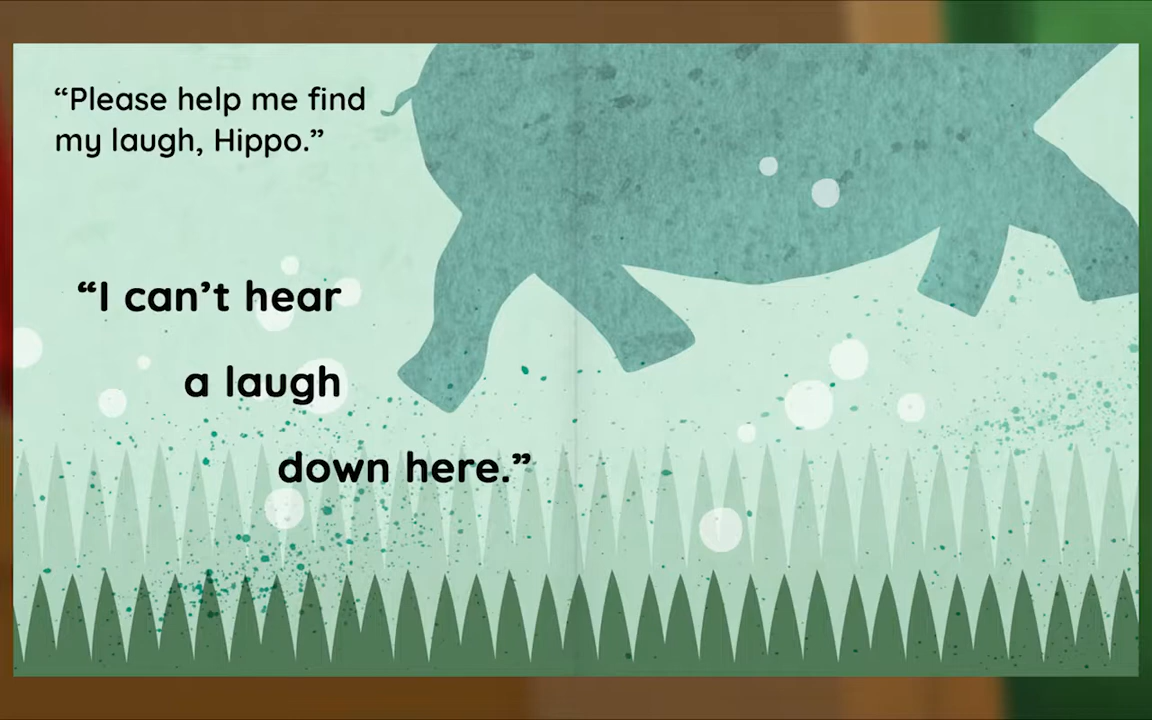 “Please help me find
my laugh, Hippo.”
“I can’t hear
a laugh
down here.”